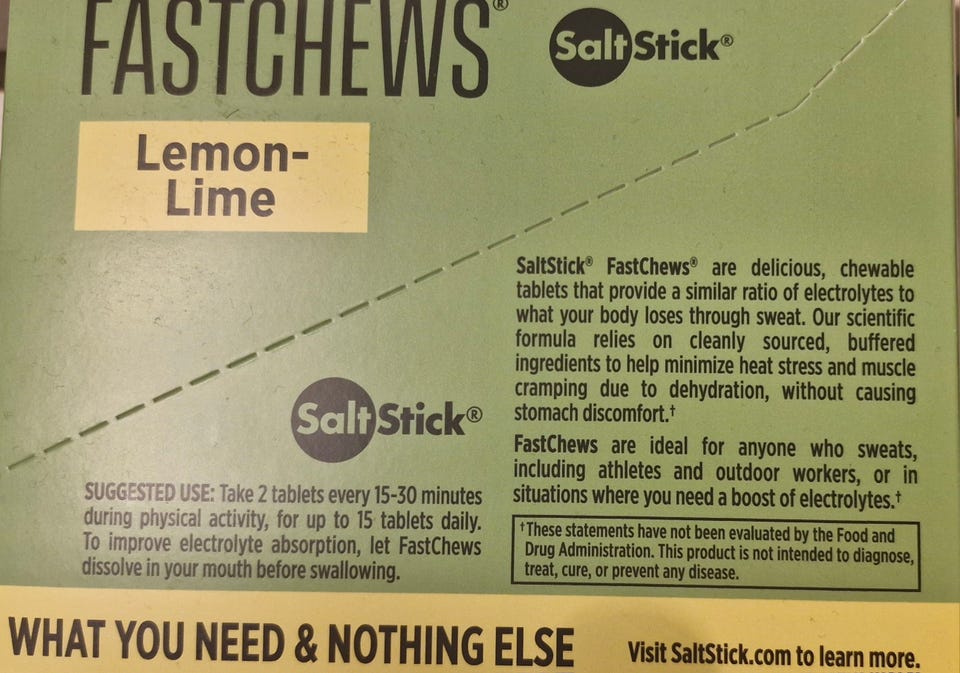 FASTCHEWS®
SaltStick®
Lemon-
Lime
SaltStick® FastChews® are delicious, chewable
tablets that provide a similar ratio of electrolytes to
what your body loses through sweat. Our scientific
formula relies on cleanly sourced, buffered
ingredients to help minimize heat stress and muscle
cramping due to dehydration, without causing
stomach discomfort.†
FastChews are ideal for anyone who sweats,
including athletes and outdoor workers, or in
situations where you need a boost of electrolytes.†
†These statements have not been evaluated by the Food and
Drug Administration. This product is not intended to diagnose,
treat, cure, or prevent any disease.
SaltStick®
SUGGESTED USE: Take 2 tablets every 15-30 minutes
during physical activity, for up to 15 tablets daily.
To improve electrolyte absorption, let FastChews
dissolve in your mouth before swallowing.
WHAT YOU NEED & NOTHING ELSE
Visit SaltStick.com to learn more.